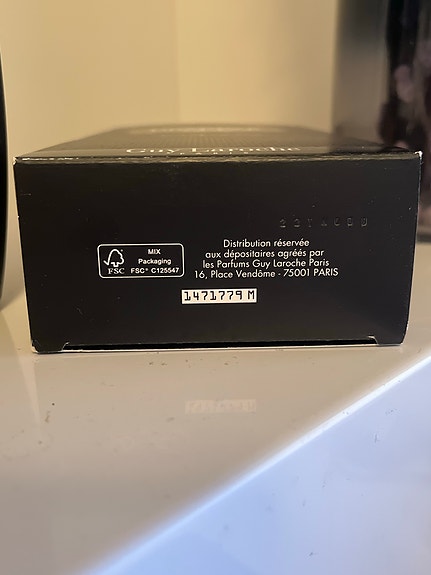 Guy Laroche
Distribution réservée
aux dépositaires agréés par
les Parfums Guy Laroche Paris
16, Place Vendôme - 75001 PARIS
FSC
MIX
Packaging
FSC® C125547
1471779 M